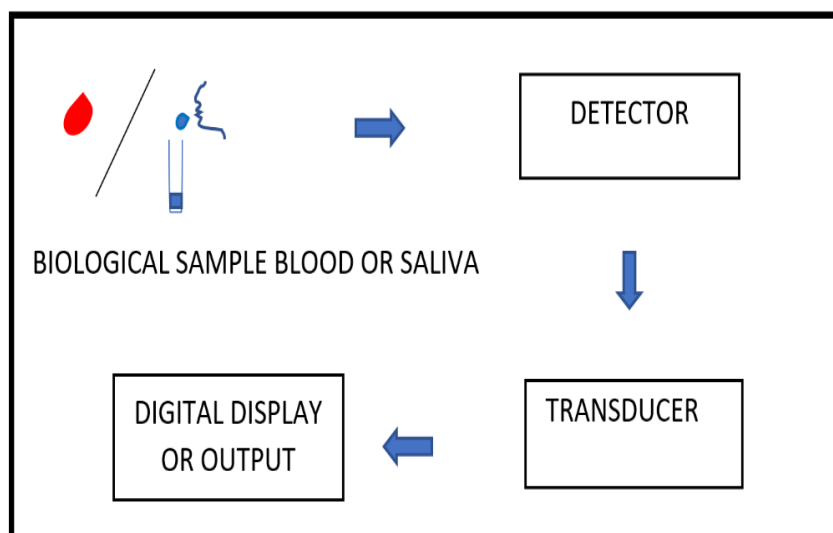 DETECTOR
BIOLOGICAL SAMPLE BLOOD OR SALIVA
TRANSDUCER
DIGITAL DISPLAY
OR OUTPUT